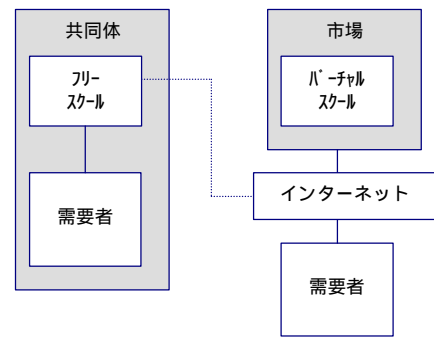 共同体
ﾌﾘｰ
ｽｸｰﾙ
需要者
市場
ﾊﾞｰﾁｬﾙ
ｽｸｰﾙ
インターネット
需要者